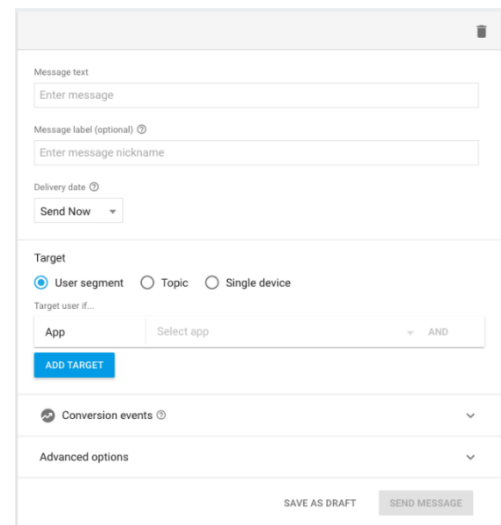 Message text
Enter message
Message label (optional)
Enter message nickname
Delivery date
Send Now
Target
User segment Topic Single device
Target user if...
App Select app AND
ADD TARGET
Conversion events
Advanced options
SAVE AS DRAFT SEND MESSAGE